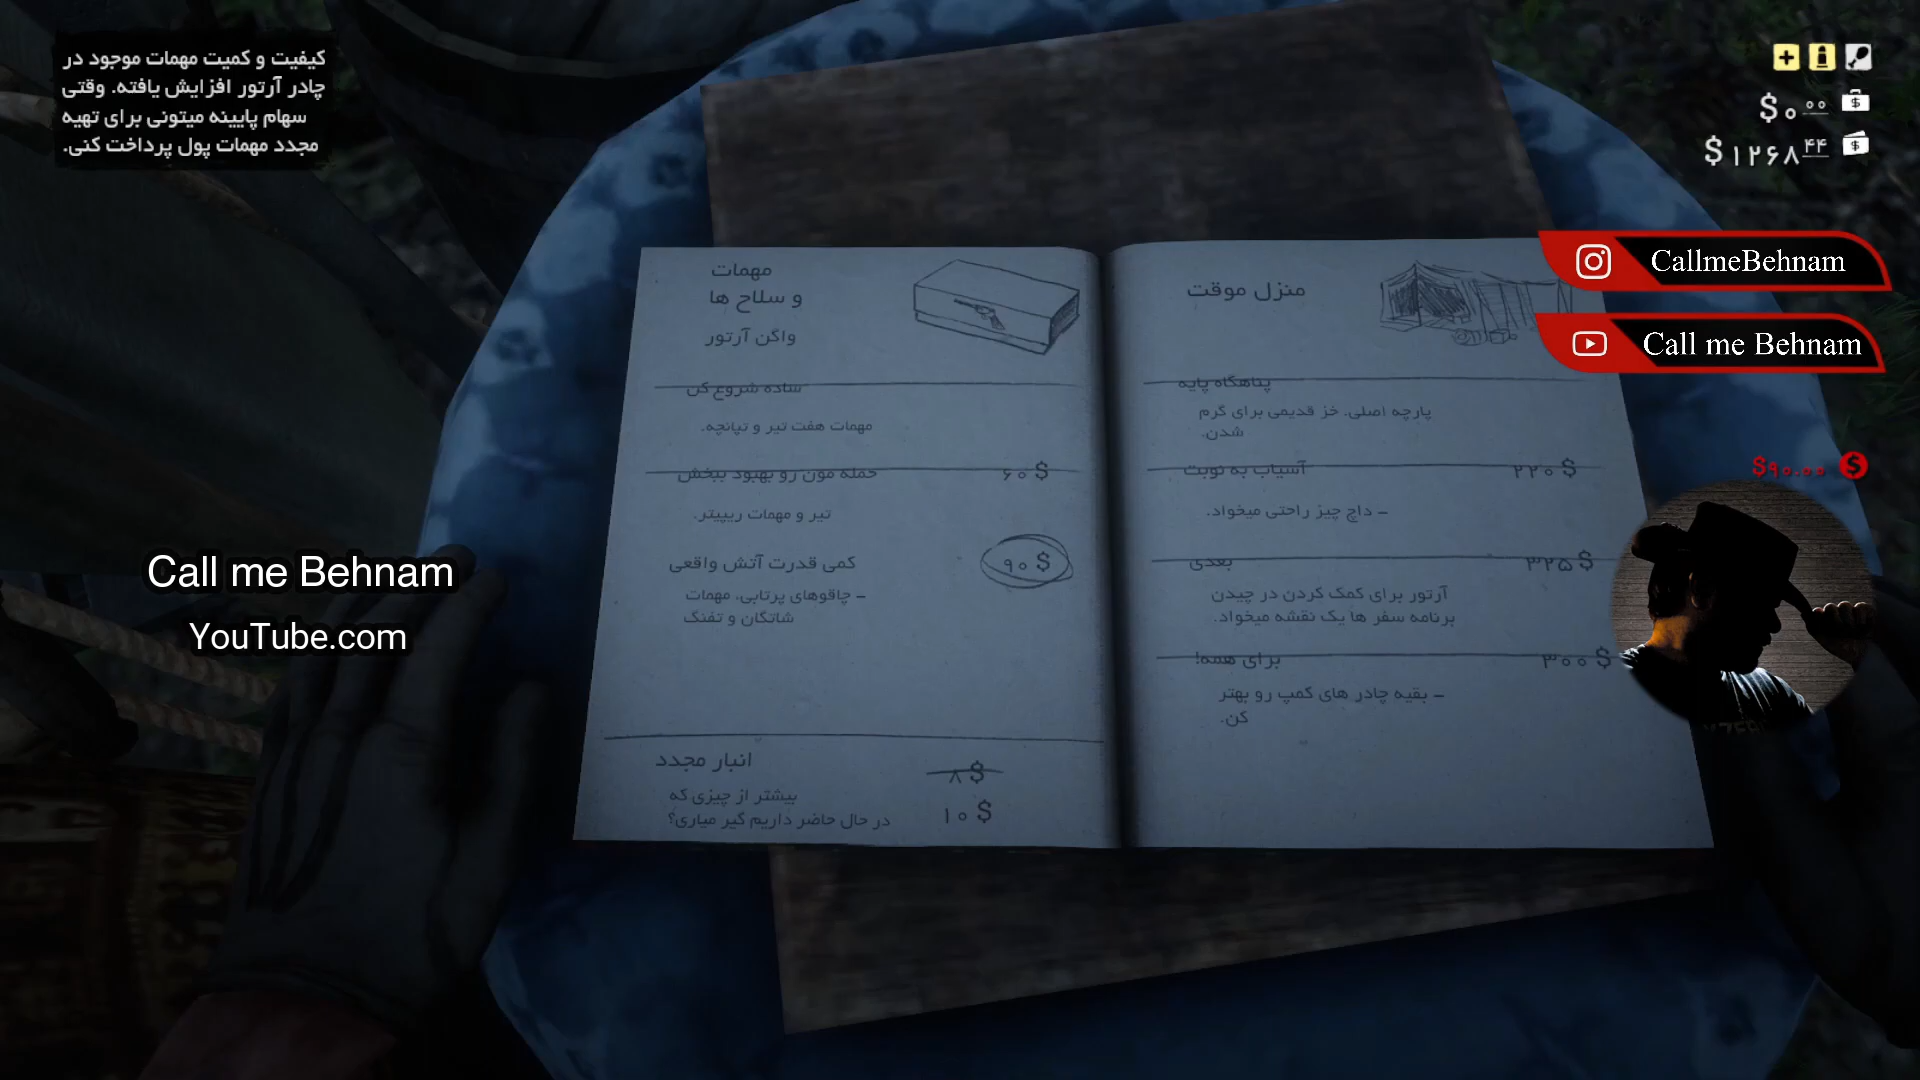 کیفیت و کمیت مهمات موجود در
چادر آرتور افزایش یافته. وقتی
سهام پایینه میتونی برای تهیه
مجدد مهمات پول پرداخت کنی.
$۰.۰۰
$۱۲۶۸.۴۴
CallmeBehnam
Call me Behnam
$۹۰.۰۰
Call me Behnam
YouTube.com
مهمات
و سلاح ها
واگن آرتور
ساده شروع کن
مهمات هفت تیر و تپانچه.
حمله مون رو بهبود ببخش ۶۰ $
تیر و مهمات ریپیتر.
کمی قدرت آتش واقعی ۹۰ $
– چاقوهای پرتابی، مهمات
شاتگان و تفنگ
انبار مجدد ۸ $
بیشتر از چیزی که
در حال حاضر داریم گیر میاری؟ ۱۰ $
منزل موقت
پناهگاه پایه
پارچه اصلی. خز قدیمی برای گرم
شدن.
آسیاب به نوبت ۲۲۰ $
– داچ چیز راحتی میخواد.
بعدی ۳۲۵ $
آرتور برای کمک کردن در چیدن
برنامه سفر ها یک نقشه میخواد.
برای همه! ۳۰۰ $
– بقیه چادر های کمپ رو بهتر
کن.